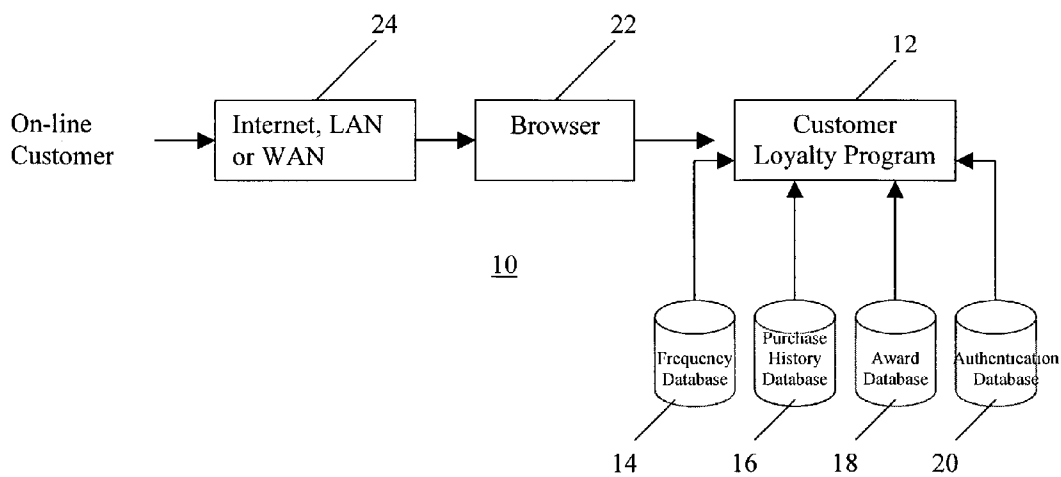 24
22
12
On-line
Customer
Internet, LAN
or WAN
Browser
Customer
Loyalty Program
10
Frequency
Database
Purchase
History
Database
Award
Database
Authentication
Database
14
16
18
20